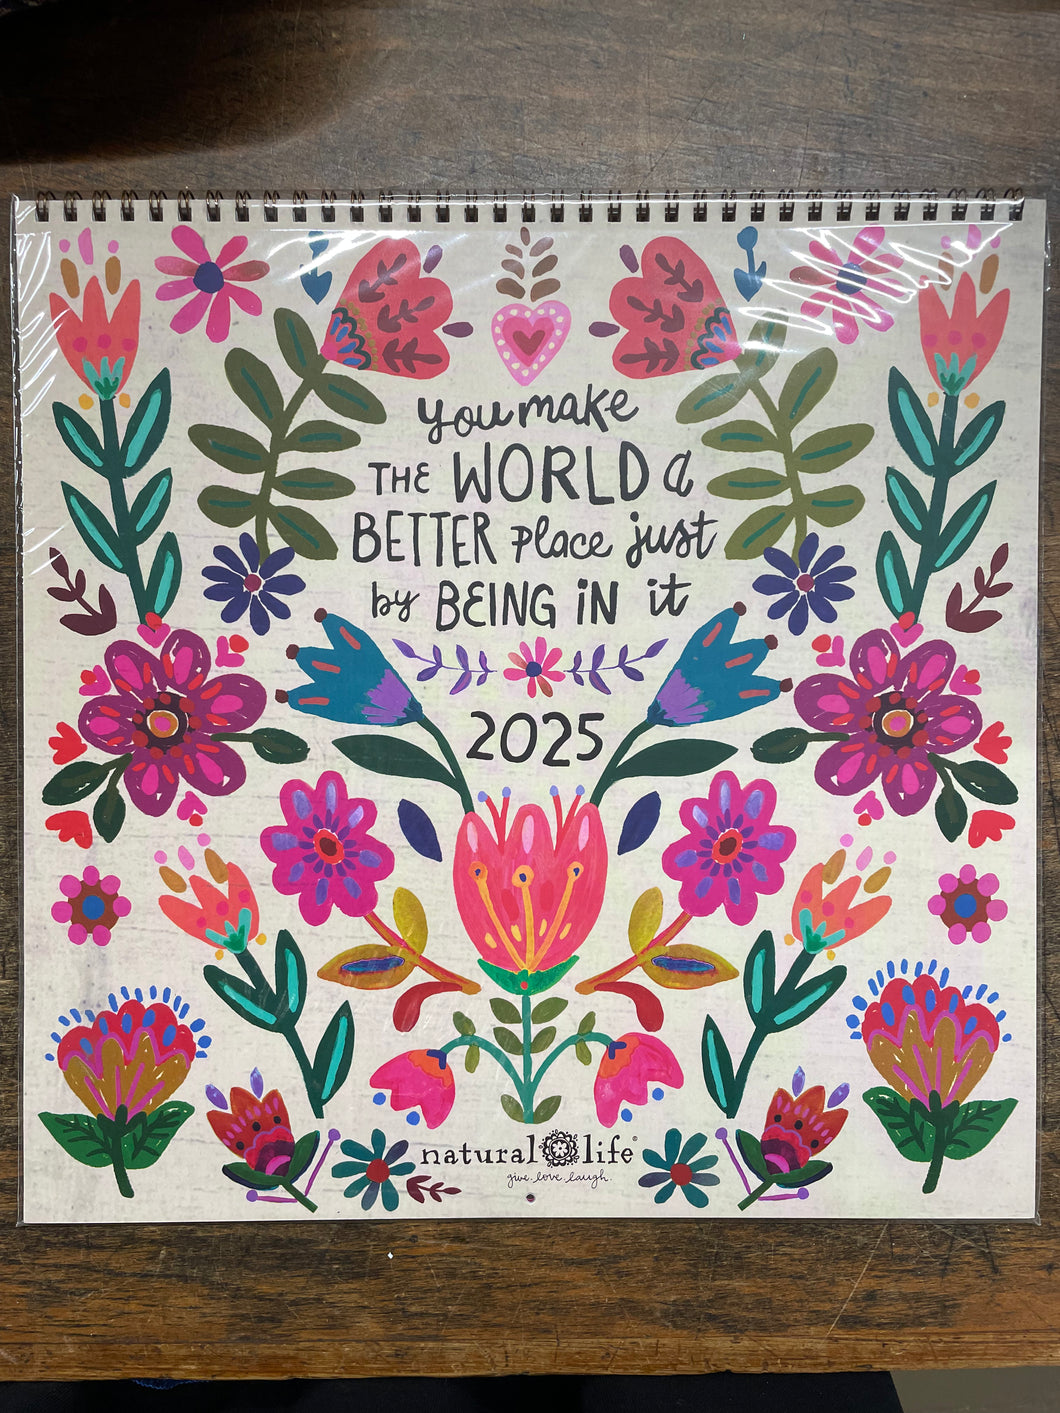 you make
THE WORLD a
BETTER place just
by BEING iN it
2025
natural life®
give. love. laugh.